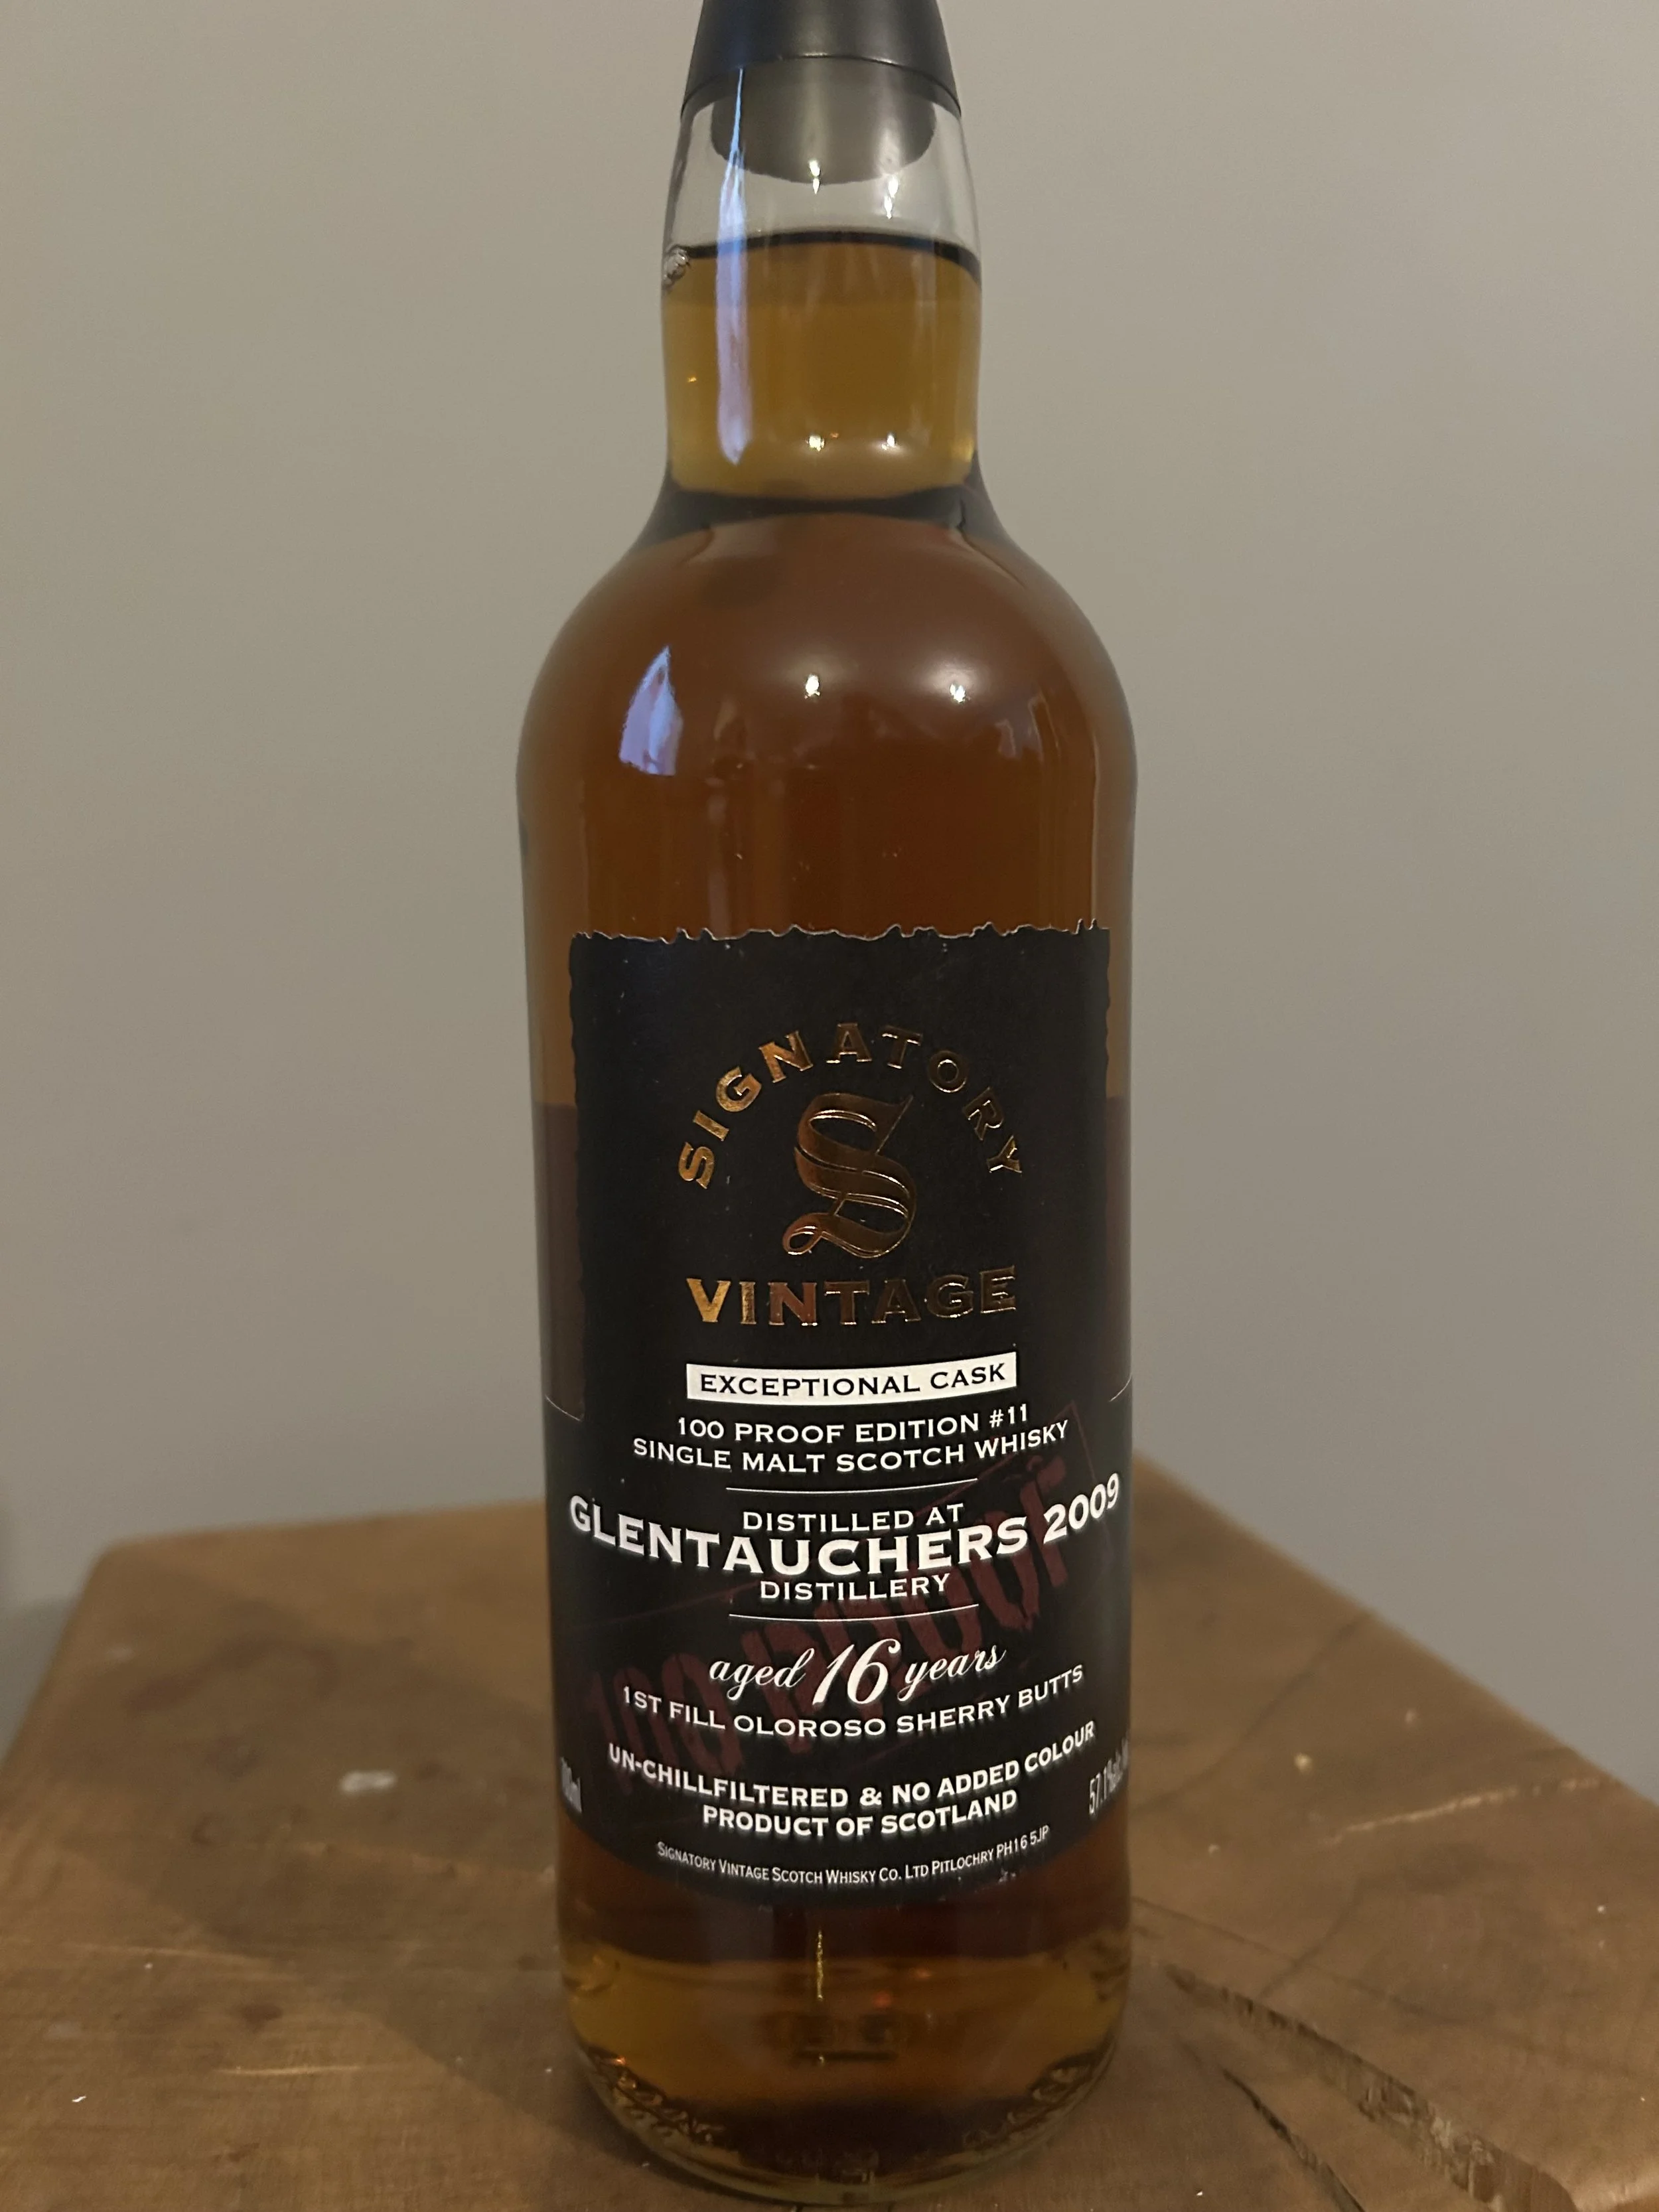 SIGNATORY
S
VINTAGE
EXCEPTIONAL CASK
100 PROOF EDITION #11
SINGLE MALT SCOTCH WHISKY
DISTILLED AT
GLENTAUCHERS 2009
DISTILLERY
aged 16 years
1ST FILL OLOROSO SHERRY BUTTS
UN-CHILLFILTERED & NO ADDED COLOUR
PRODUCT OF SCOTLAND
SIGNATORY VINTAGE SCOTCH WHISKY CO. LTD PITLOCHRY PH16 5JP
100 PROOF